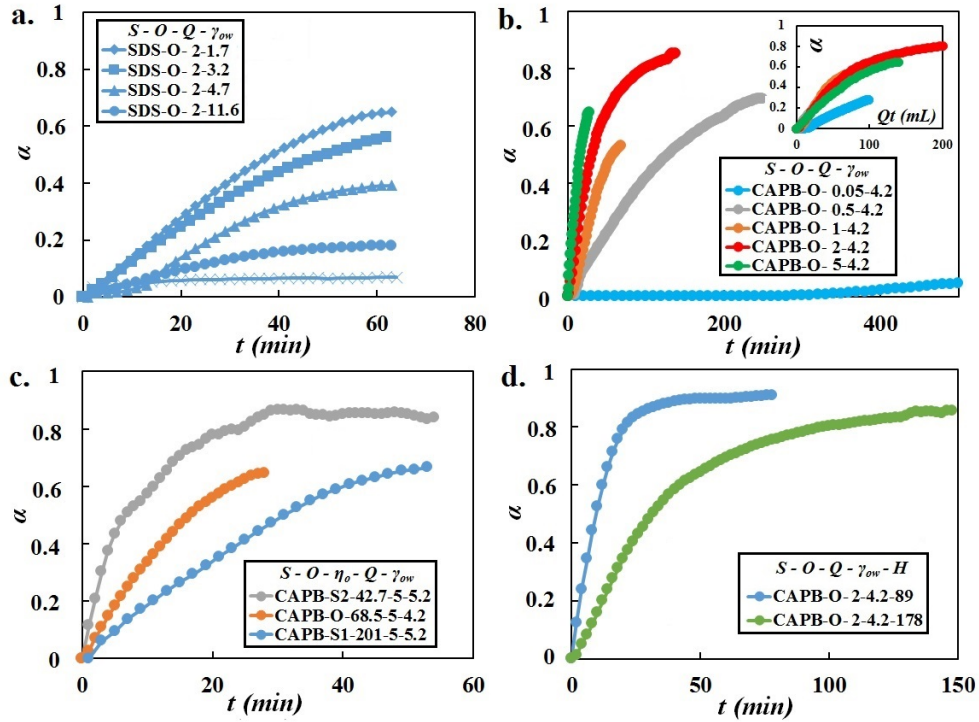 a.
S - O - Q - γow
SDS-O- 2-1.7
SDS-O- 2-3.2
SDS-O- 2-4.7
SDS-O- 2-11.6
α
1
0.8
0.6
0.4
0.2
0
0 20 40 60 80
t (min)
b.
α
1
0.8
0.6
0.4
0.2
0
0 200 400
t (min)
α
0.8
0.6
0.4
0.2
0
0 100 200
Qt (mL)
S - O - Q - γow
CAPB-O- 0.05-4.2
CAPB-O- 0.5-4.2
CAPB-O- 1-4.2
CAPB-O- 2-4.2
CAPB-O- 5-4.2
c.
α
1
0.8
0.6
0.4
0.2
0
0 20 40 60
t (min)
S - O - ηo - Q - γow
CAPB-S2-42.7-5-5.2
CAPB-O-68.5-5-4.2
CAPB-S1-201-5-5.2
d.
α
1
0.8
0.6
0.4
0.2
0
0 50 100 150
t (min)
S - O - Q - γow - H
CAPB-O- 2-4.2-89
CAPB-O- 2-4.2-178